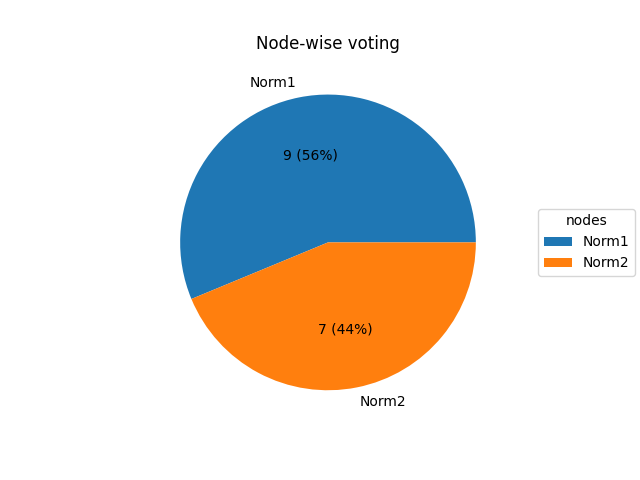 Node-wise voting
Norm1
9 (56%)
7 (44%)
Norm2
nodes
Norm1
Norm2